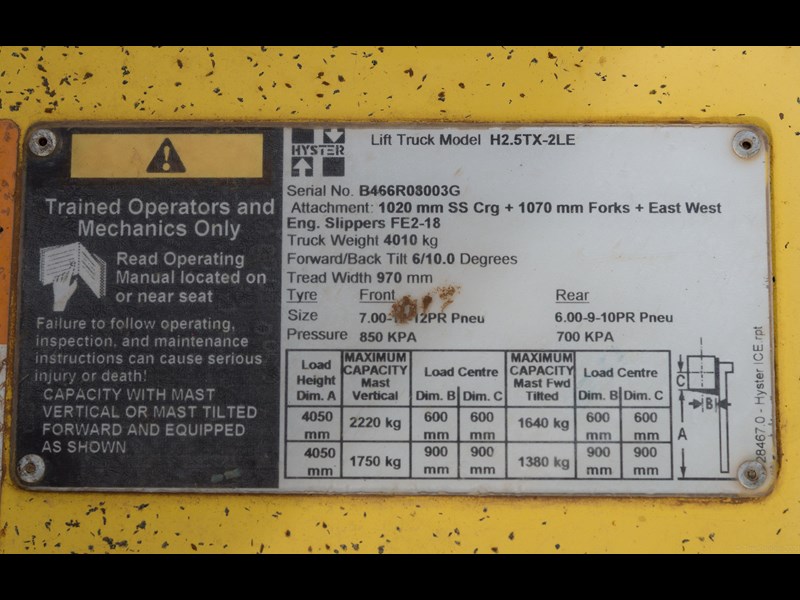 Trained Operators and
Mechanics Only
Read Operating
Manual located on
or near seat
Failure to follow operating,
inspection, and maintenance
instructions can cause serious
injury or death!
CAPACITY WITH MAST
VERTICAL OR MAST TILTED
FORWARD AND EQUIPPED
AS SHOWN
HYSTER
Lift Truck Model H2.5TX-2LE
Serial No. B466R08003G
Attachment: 1020 mm SS Crg + 1070 mm Forks + East West
Eng. Slippers FE2-18
Truck Weight 4010 kg
Forward/Back Tilt 6/10.0 Degrees
Tread Width 970 mm
Tyre Front Rear
Size 7.00- 12PR Pneu 6.00-9-10PR Pneu
Pressure 850 KPA 700 KPA
Load Height Dim. A MAXIMUM CAPACITY Mast Vertical Load Centre Dim. B Dim. C MAXIMUM CAPACITY Mast Fwd Tilted Load Centre Dim. B Dim. C
4050 mm 2220 kg 600 mm 600 mm 1640 kg 600 mm 600 mm
4050 mm 1750 kg 900 mm 900 mm 1380 kg 900 mm 900 mm
C
B
A
28467.0 - Hyster ICE.rpt